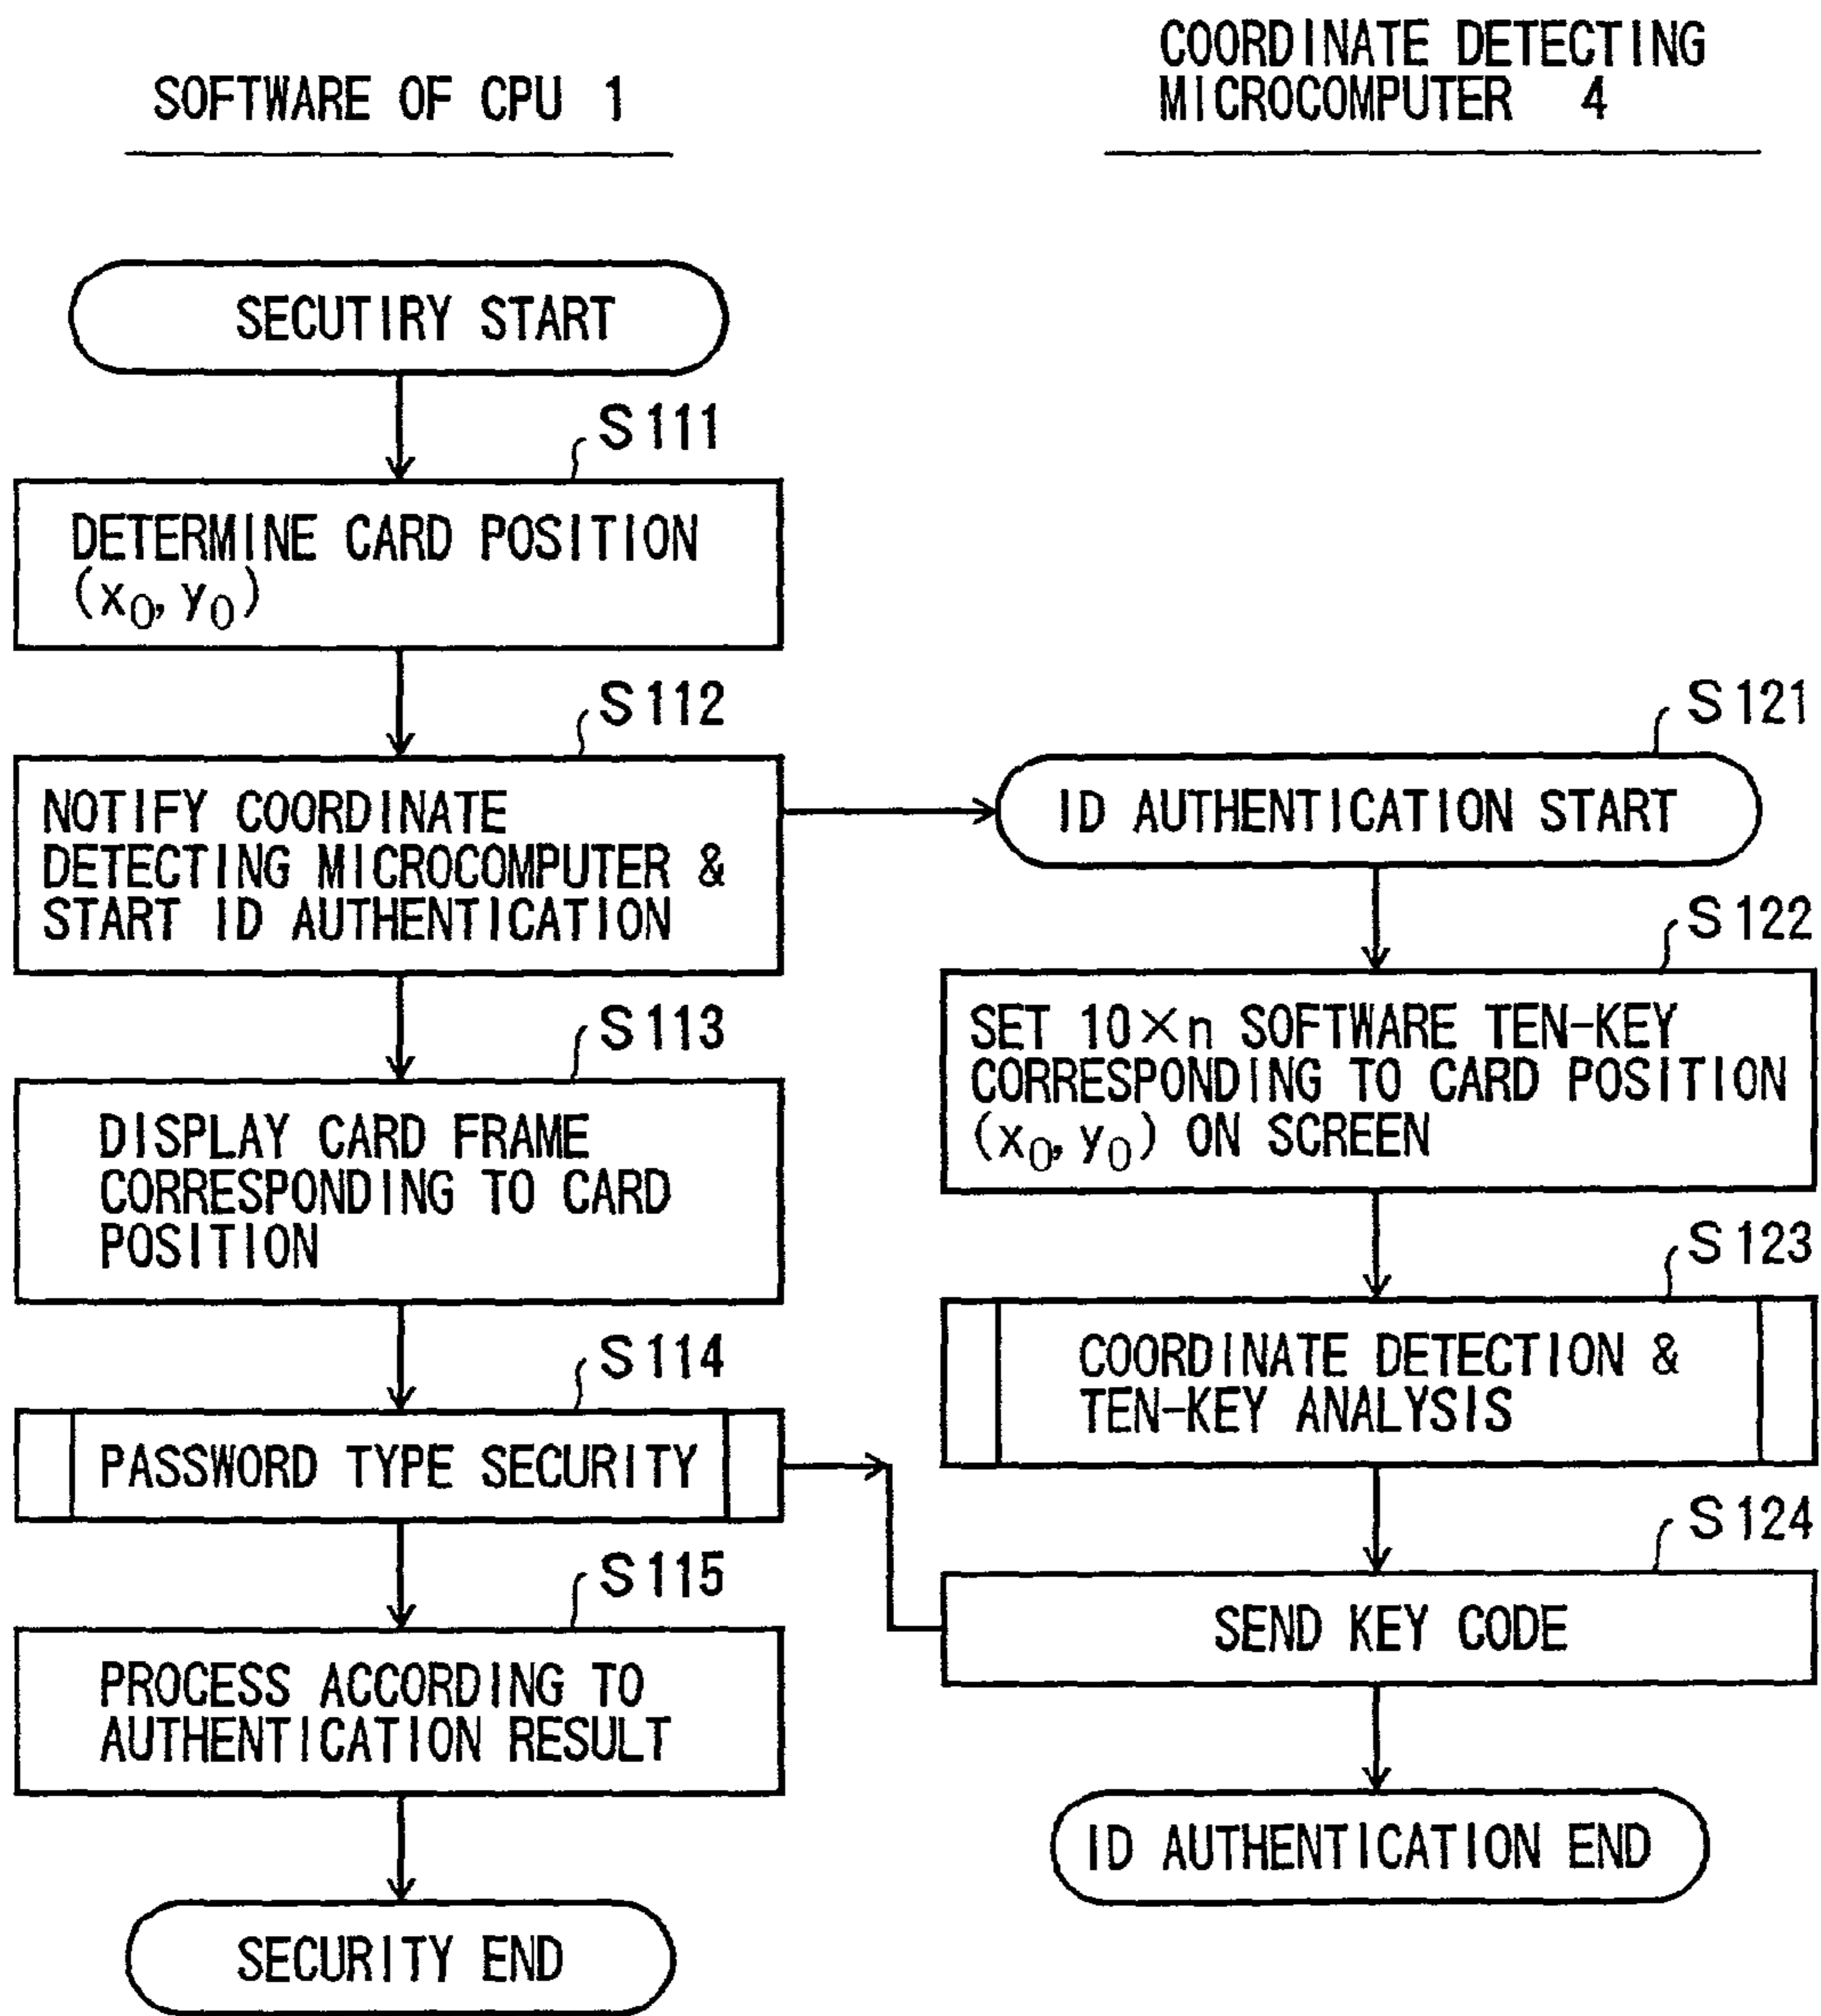 SOFTWARE OF CPU 1
SECUTIRY START
S111
DETERMINE CARD POSITION
(x₀, y₀)
S112
NOTIFY COORDINATE
DETECTING MICROCOMPUTER &
START ID AUTHENTICATION
S113
DISPLAY CARD FRAME
CORRESPONDING TO CARD
POSITION
S114
PASSWORD TYPE SECURITY
S115
PROCESS ACCORDING TO
AUTHENTICATION RESULT
SECURITY END
COORDINATE DETECTING
MICROCOMPUTER 4
S121
ID AUTHENTICATION START
S122
SET 10×n SOFTWARE TEN-KEY
CORRESPONDING TO CARD POSITION
(x₀, y₀) ON SCREEN
S123
COORDINATE DETECTION &
TEN-KEY ANALYSIS
S124
SEND KEY CODE
ID AUTHENTICATION END